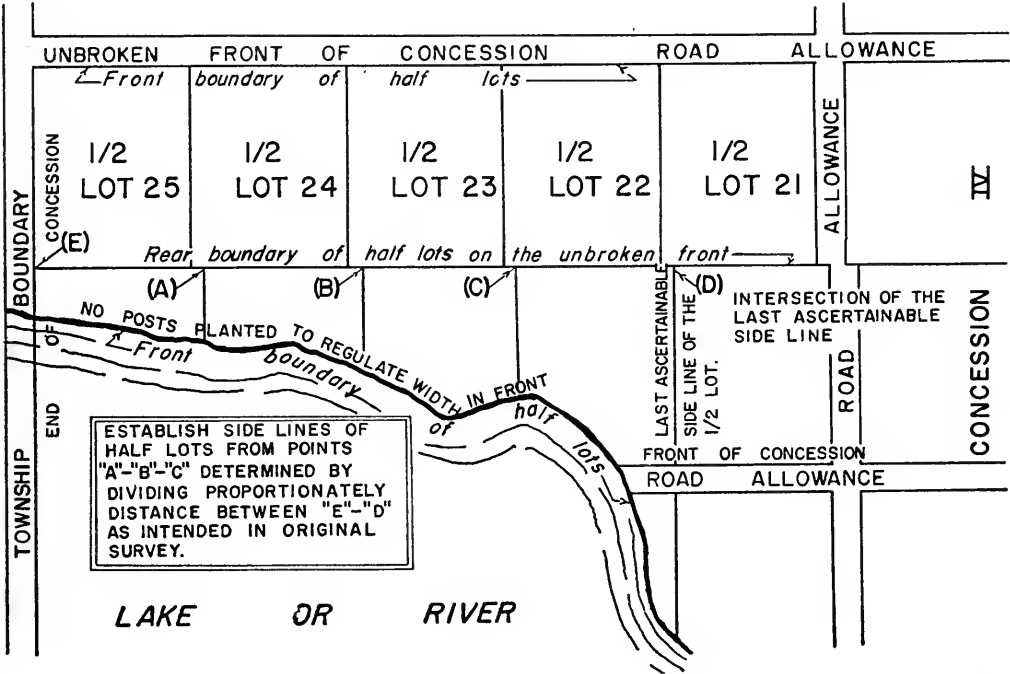 UNBROKEN FRONT OF CONCESSION ROAD ALLOWANCE
Front boundary of half lots
1/2
LOT 25
1/2
LOT 24
1/2
LOT 23
1/2
LOT 22
1/2
LOT 21
ALLOWANCE
ROAD
IV
CONCESSION
TOWNSHIP BOUNDARY
END OF CONCESSION
(E)
Rear boundary of half lots on the unbroken front
(A)
(B)
(C)
(D)
INTERSECTION OF THE
LAST ASCERTAINABLE
SIDE LINE
LAST ASCERTAINABLE
SIDE LINE OF THE
1/2 LOT.
NO POSTS PLANTED TO REGULATE WIDTH IN FRONT
Front boundary of half lots
FRONT OF CONCESSION
ROAD ALLOWANCE
ESTABLISH SIDE LINES OF
HALF LOTS FROM POINTS
"A"-"B"-"C" DETERMINED BY
DIVIDING PROPORTIONATELY
DISTANCE BETWEEN "E"-"D"
AS INTENDED IN ORIGINAL
SURVEY.
LAKE OR RIVER